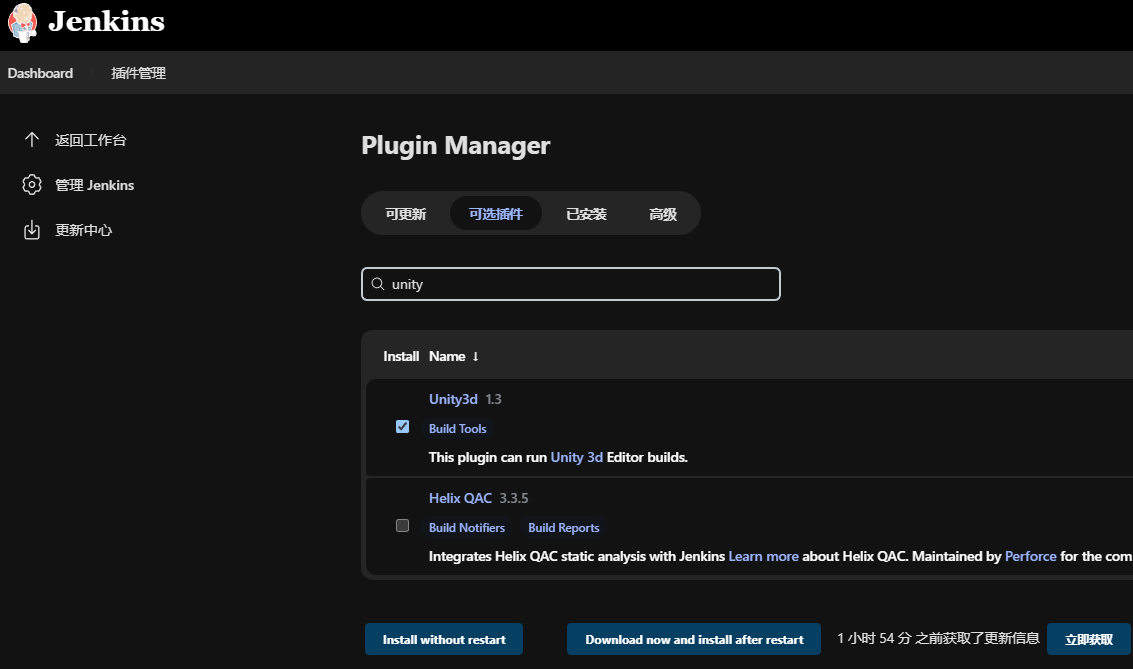 Jenkins
Dashboard 插件管理
返回工作台
管理 Jenkins
更新中心
Plugin Manager
可更新 可选插件 已安装 高级
unity
Install Name ↓
Unity3d 1.3
Build Tools
This plugin can run Unity 3d Editor builds.
Helix QAC 3.3.5
Build Notifiers Build Reports
Integrates Helix QAC static analysis with Jenkins Learn more about Helix QAC. Maintained by Perforce for the com
Install without restart Download now and install after restart 1 小时 54 分 之前获取了更新信息 立即获取